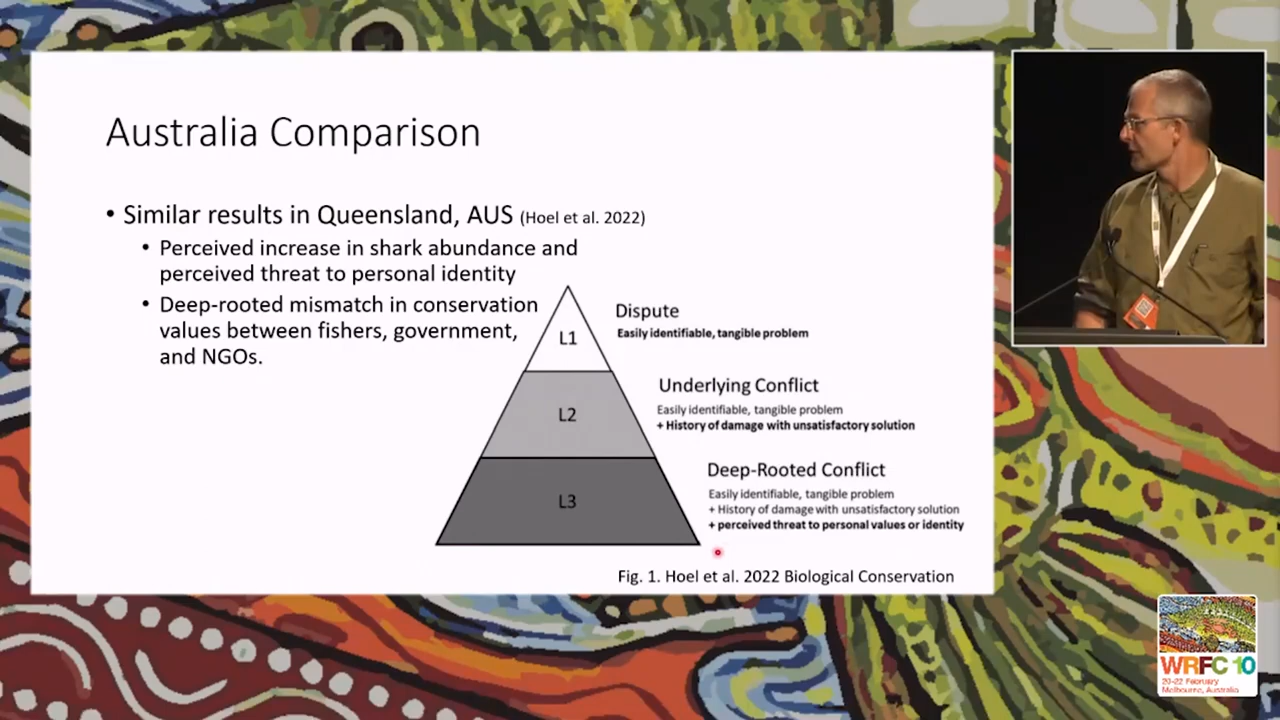 Australia Comparison
• Similar results in Queensland, AUS (Hoel et al. 2022)
• Perceived increase in shark abundance and
perceived threat to personal identity
• Deep-rooted mismatch in conservation
values between fishers, government,
and NGOs.
L1
Dispute
Easily identifiable, tangible problem
L2
Underlying Conflict
Easily identifiable, tangible problem
+ History of damage with unsatisfactory solution
L3
Deep-Rooted Conflict
Easily identifiable, tangible problem
+ History of damage with unsatisfactory solution
+ perceived threat to personal values or identity
Fig. 1. Hoel et al. 2022 Biological Conservation
WRFC 10
20-22 February
Melbourne, Australia